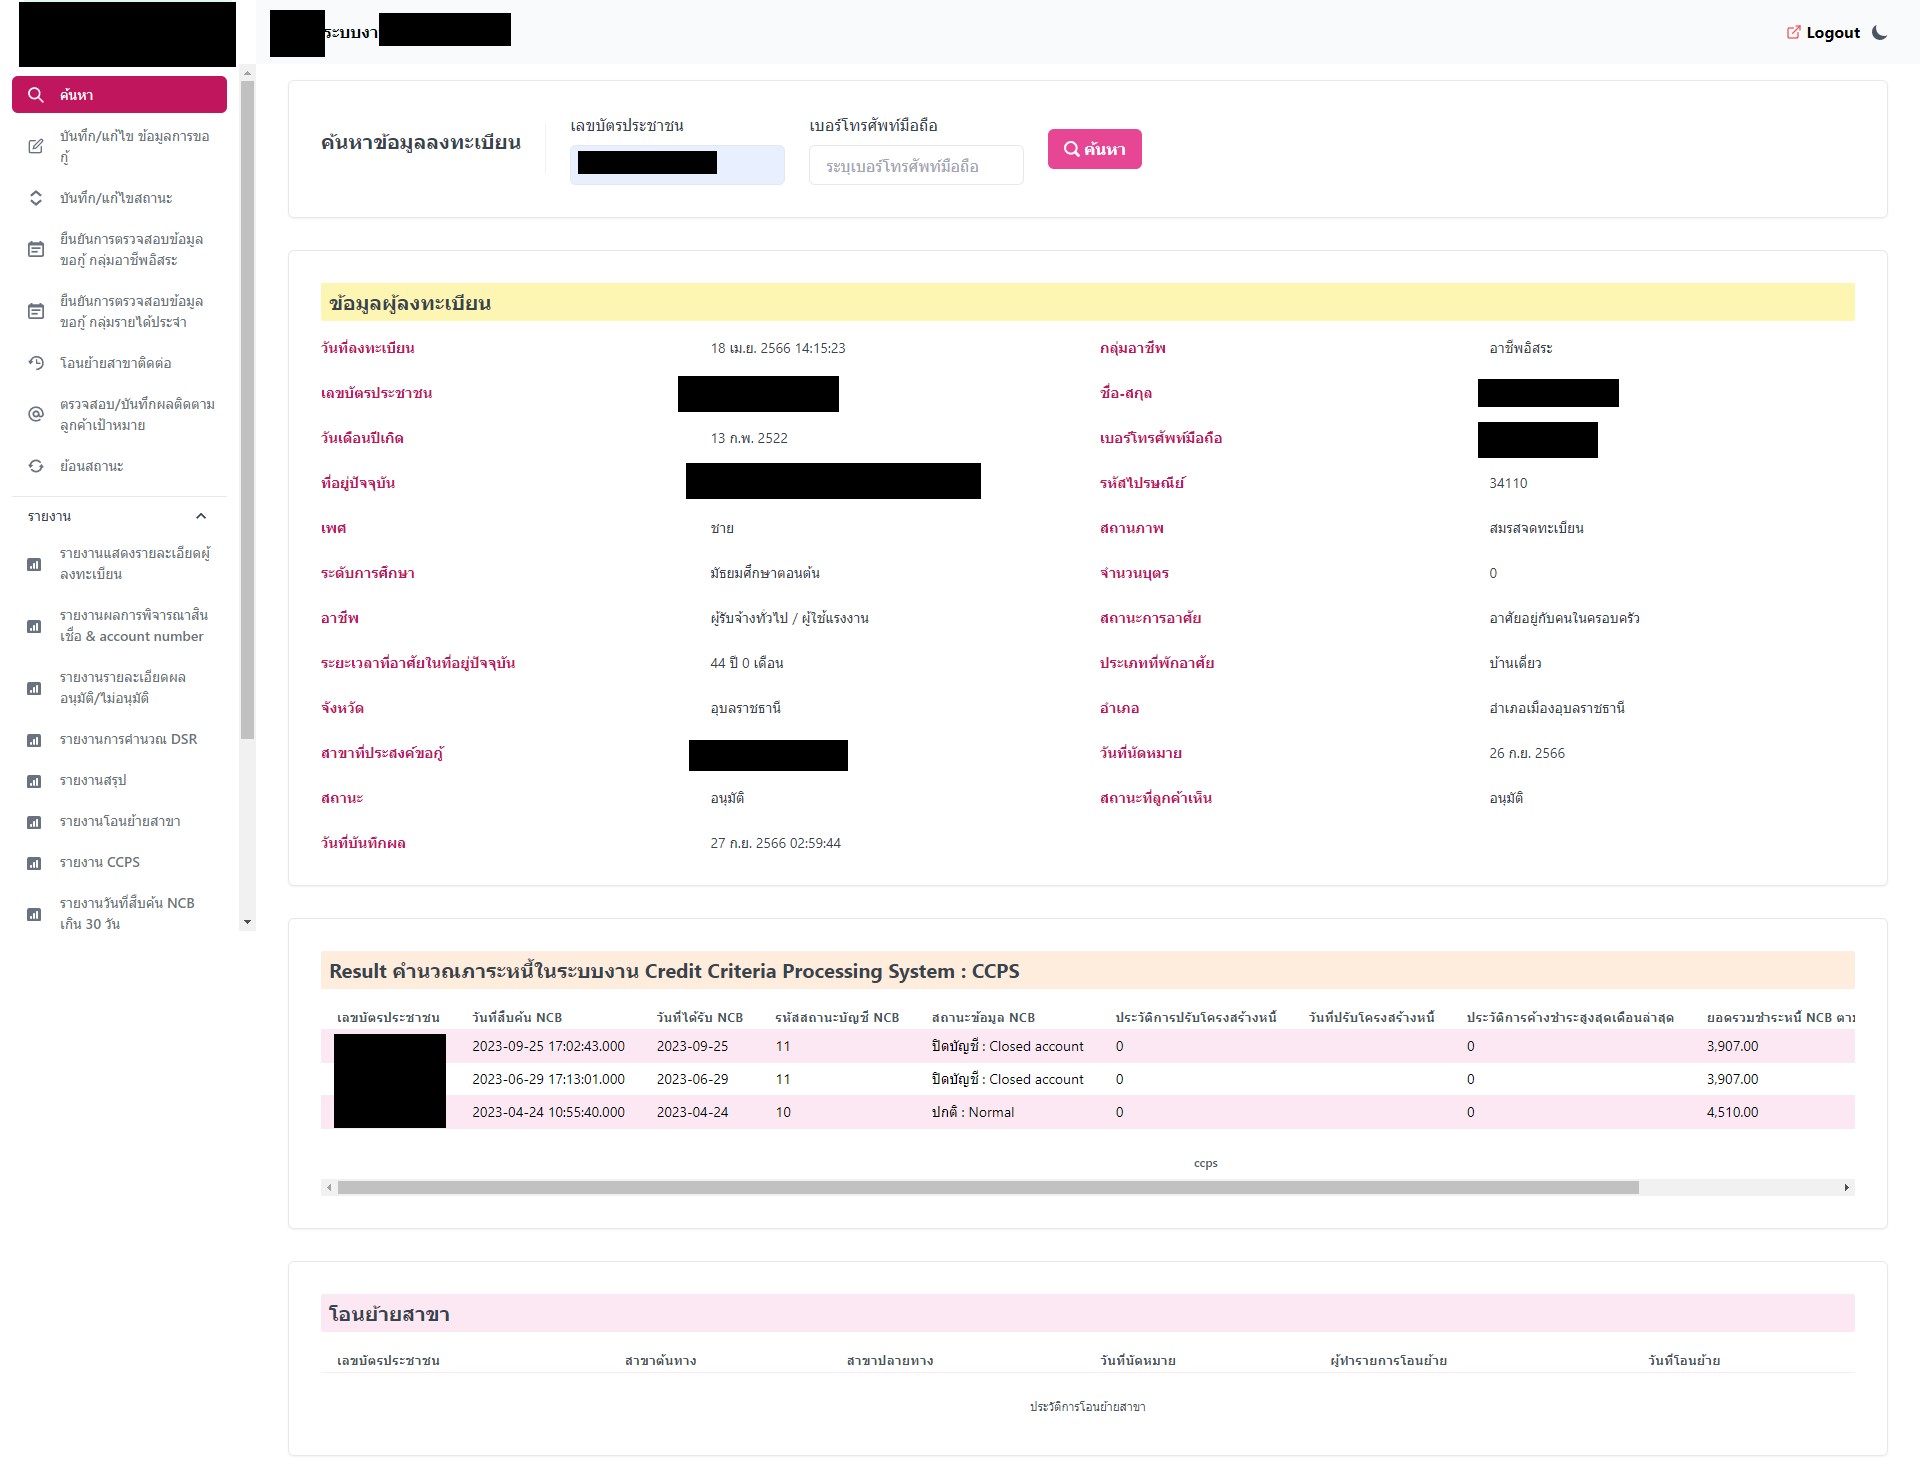 ระบบงา
Logout
ค้นหา
บันทึก/แก้ไข ข้อมูลการขอ
กู้
บันทึก/แก้ไขสถานะ
ยืนยันการตรวจสอบข้อมูล
ขอกู้ กลุ่มอาชีพอิสระ
ยืนยันการตรวจสอบข้อมูล
ขอกู้ กลุ่มรายได้ประจำ
โอนย้ายสาขาติดต่อ
ตรวจสอบ/บันทึกผลติดตาม
ลูกค้าเป้าหมาย
ย้อนสถานะ
รายงาน
รายงานแสดงรายละเอียดผู้
ลงทะเบียน
รายงานผลการพิจารณาสิน
เชื่อ & account number
รายงานรายละเอียดผล
อนุมัติ/ไม่อนุมัติ
รายงานการคำนวณ DSR
รายงานสรุป
รายงานโอนย้ายสาขา
รายงาน CCPS
รายงานวันที่สืบค้น NCB
เกิน 30 วัน
ค้นหาข้อมูลลงทะเบียน
เลขบัตรประชาชน
เบอร์โทรศัพท์มือถือ
ระบุเบอร์โทรศัพท์มือถือ
ค้นหา
ข้อมูลผู้ลงทะเบียน
วันที่ลงทะเบียน 18 เม.ย. 2566 14:15:23 กลุ่มอาชีพ อาชีพอิสระ
เลขบัตรประชาชน ชื่อ-สกุล
วันเดือนปีเกิด 13 ก.พ. 2522 เบอร์โทรศัพท์มือถือ
ที่อยู่ปัจจุบัน รหัสไปรษณีย์ 34110
เพศ ชาย สถานภาพ สมรสจดทะเบียน
ระดับการศึกษา มัธยมศึกษาตอนต้น จำนวนบุตร 0
อาชีพ ผู้รับจ้างทั่วไป / ผู้ใช้แรงงาน สถานะการอาศัย อาศัยอยู่กับคนในครอบครัว
ระยะเวลาที่อาศัยในที่อยู่ปัจจุบัน 44 ปี 0 เดือน ประเภทที่พักอาศัย บ้านเดี่ยว
จังหวัด อุบลราชธานี อำเภอ อำเภอเมืองอุบลราชธานี
สาขาที่ประสงค์ขอกู้ วันที่นัดหมาย 26 ก.ย. 2566
สถานะ อนุมัติ สถานะที่ลูกค้าเห็น อนุมัติ
วันที่บันทึกผล 27 ก.ย. 2566 02:59:44
Result คำนวณภาระหนี้ในระบบงาน Credit Criteria Processing System : CCPS
เลขบัตรประชาชน วันที่สืบค้น NCB วันที่ได้รับ NCB รหัสสถานะบัญชี NCB สถานะข้อมูล NCB ประวัติการปรับโครงสร้างหนี้ วันที่ปรับโครงสร้างหนี้ ประวัติการค้างชำระสูงสุดเดือนล่าสุด ยอดรวมชำระหนี้ NCB ตาม
2023-09-25 17:02:43.000 2023-09-25 11 ปิดบัญชี : Closed account 0 0 3,907.00
2023-06-29 17:13:01.000 2023-06-29 11 ปิดบัญชี : Closed account 0 0 3,907.00
2023-04-24 10:55:40.000 2023-04-24 10 ปกติ : Normal 0 0 4,510.00
ccps
โอนย้ายสาขา
เลขบัตรประชาชน สาขาต้นทาง สาขาปลายทาง วันที่นัดหมาย ผู้ทำรายการโอนย้าย วันที่โอนย้าย
ประวัติการโอนย้ายสาขา